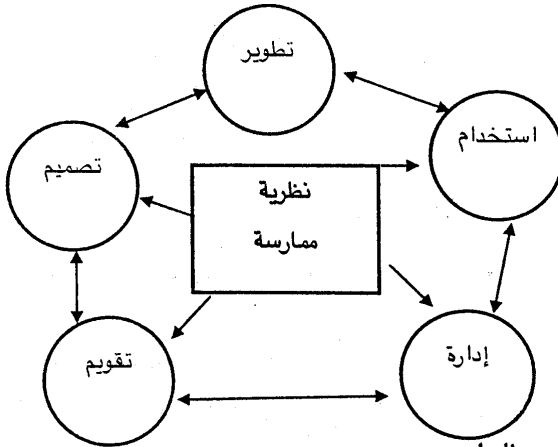 تطوير
استخدام
تصميم
نظرية
ممارسة
إدارة
تقويم